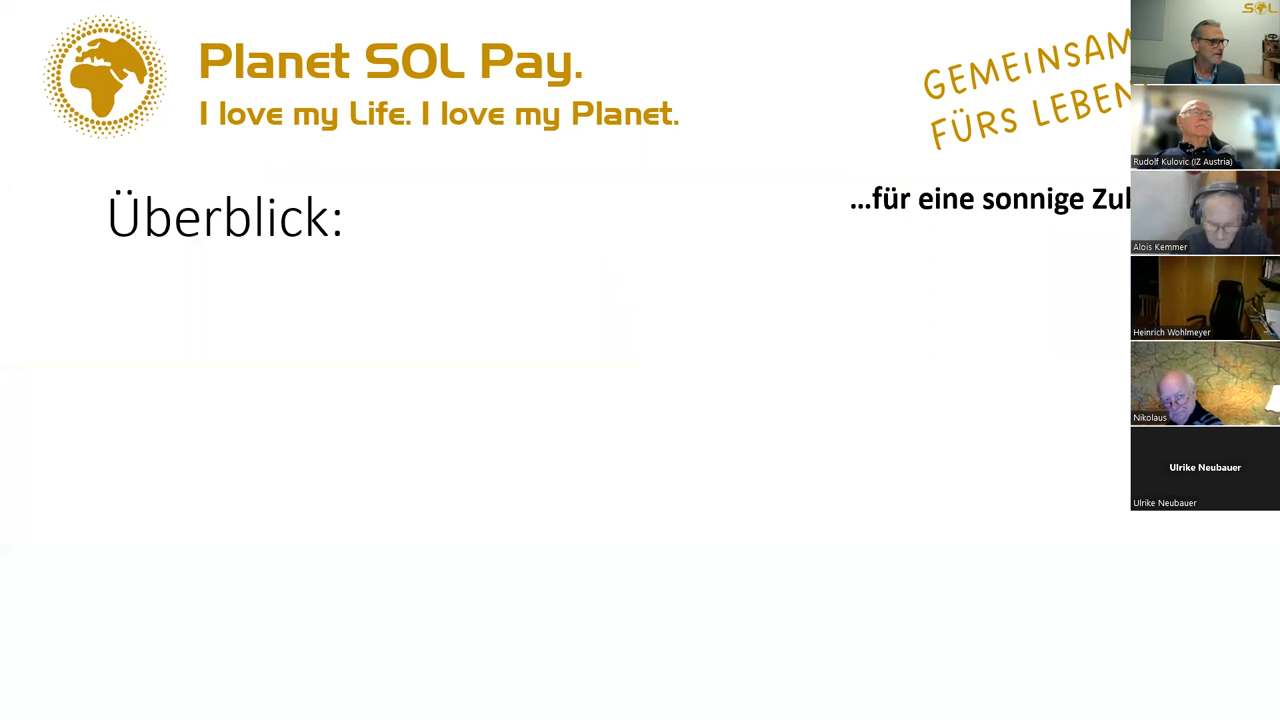 Planet SOL Pay.
I love my Life. I love my Planet.
GEMEINSAM
FÜRS LEBEN
...für eine sonnige Zuk
Überblick:
SOL
Rudolf Kulovic (IZ Austria)
Alois Kemmer
Heinrich Wohlmeyer
Nikolaus
Ulrike Neubauer
Ulrike Neubauer